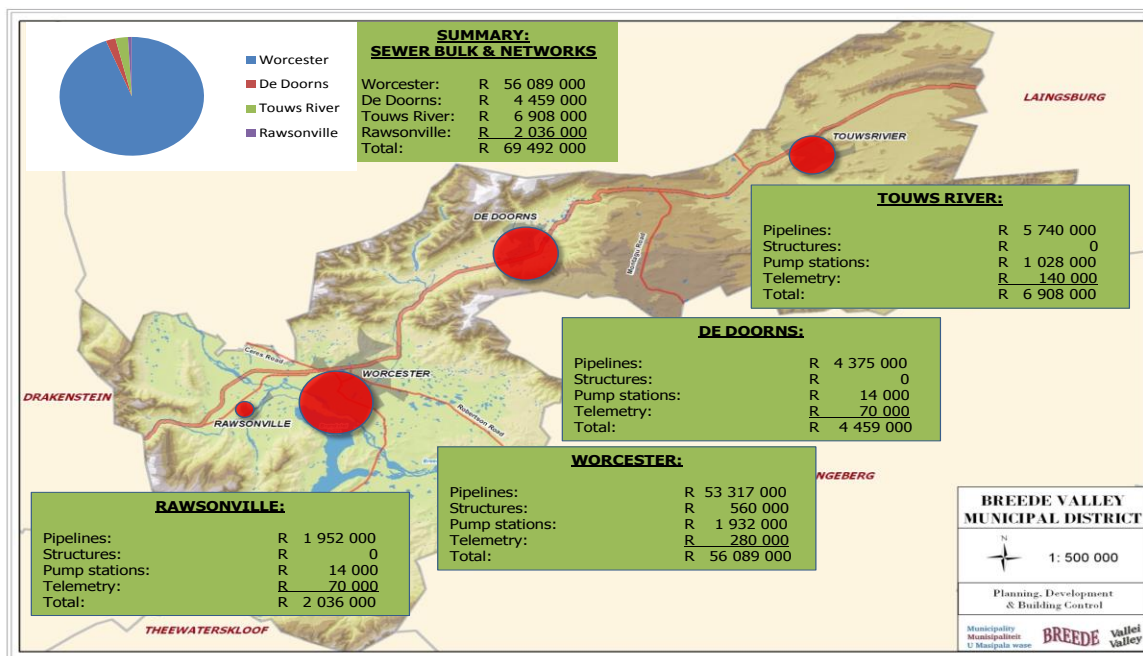 Worcester
De Doorns
Touws River
Rawsonville
SUMMARY:
SEWER BULK & NETWORKS
Worcester: R 56 089 000
De Doorns: R 4 459 000
Touws River: R 6 908 000
Rawsonville: R 2 036 000
Total: R 69 492 000
LAINGSBURG
TOUWSRIVIER
TOUWS RIVER:
Pipelines: R 5 740 000
Structures: R 0
Pump stations: R 1 028 000
Telemetry: R 140 000
Total: R 6 908 000
DE DOORNS
Montagu Road
DE DOORNS:
Pipelines: R 4 375 000
Structures: R 0
Pump stations: R 14 000
Telemetry: R 70 000
Total: R 4 459 000
Ceres Road
WORCESTER
DRAKENSTEIN
RAWSONVILLE
Robertson Road
WORCESTER:
Pipelines: R 53 317 000
Structures: R 560 000
Pump stations: R 1 932 000
Telemetry: R 280 000
Total: R 56 089 000
NGEBERG
RAWSONVILLE:
Pipelines: R 1 952 000
Structures: R 0
Pump stations: R 14 000
Telemetry: R 70 000
Total: R 2 036 000
THEEWATERSKLOOF
BREEDE VALLEY
MUNICIPAL DISTRICT
N
1: 500 000
Planning, Development
& Building Control
Municipality
Munisipaliteit
U Masipala wase
BREEDE
Vallei
Valley